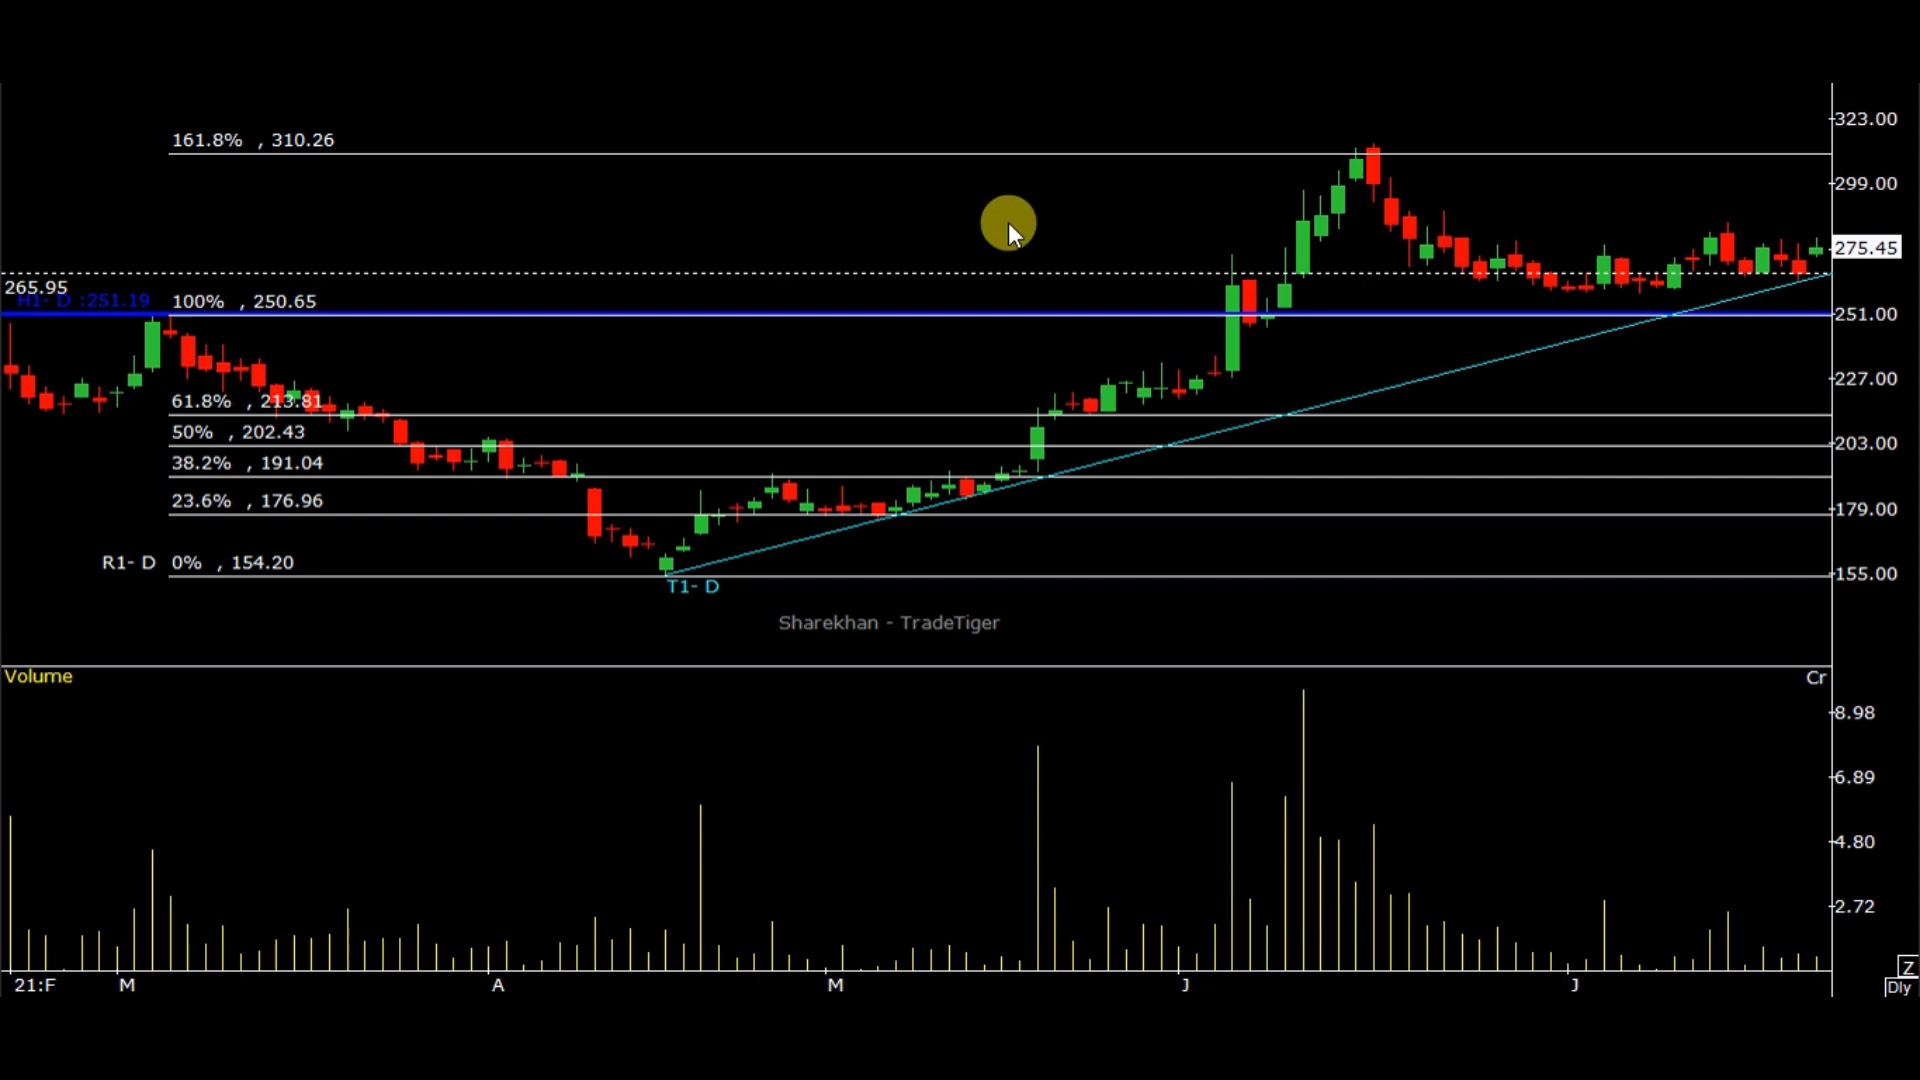 161.8% , 310.26
323.00
299.00
275.45
265.95
H1- D :251.19
100% , 250.65
251.00
227.00
61.8% , 213.81
50% , 202.43
203.00
38.2% , 191.04
23.6% , 176.96
179.00
R1- D 0% , 154.20
155.00
T1- D
Sharekhan - TradeTiger
Volume
Cr
8.98
6.89
4.80
2.72
Z
21:F M A M J J
Dly